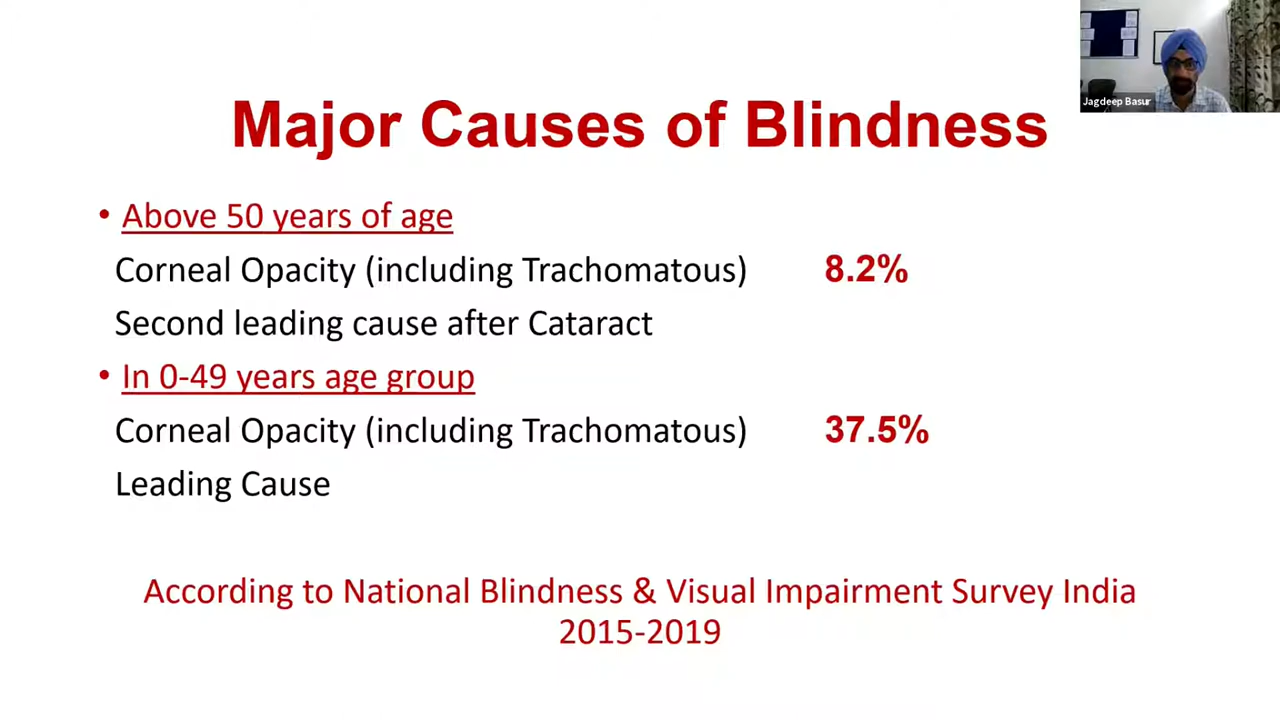 Jagdeep Basur
Major Causes of Blindness
• Above 50 years of age
Corneal Opacity (including Trachomatous) 8.2%
Second leading cause after Cataract
• In 0-49 years age group
Corneal Opacity (including Trachomatous) 37.5%
Leading Cause
According to National Blindness & Visual Impairment Survey India
2015-2019